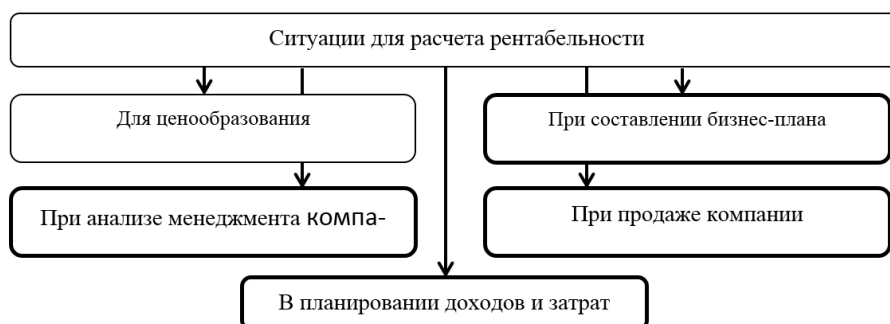 Ситуации для расчета рентабельности
Для ценообразования
При составлении бизнес-плана
При анализе менеджмента компа-
При продаже компании
В планировании доходов и затрат